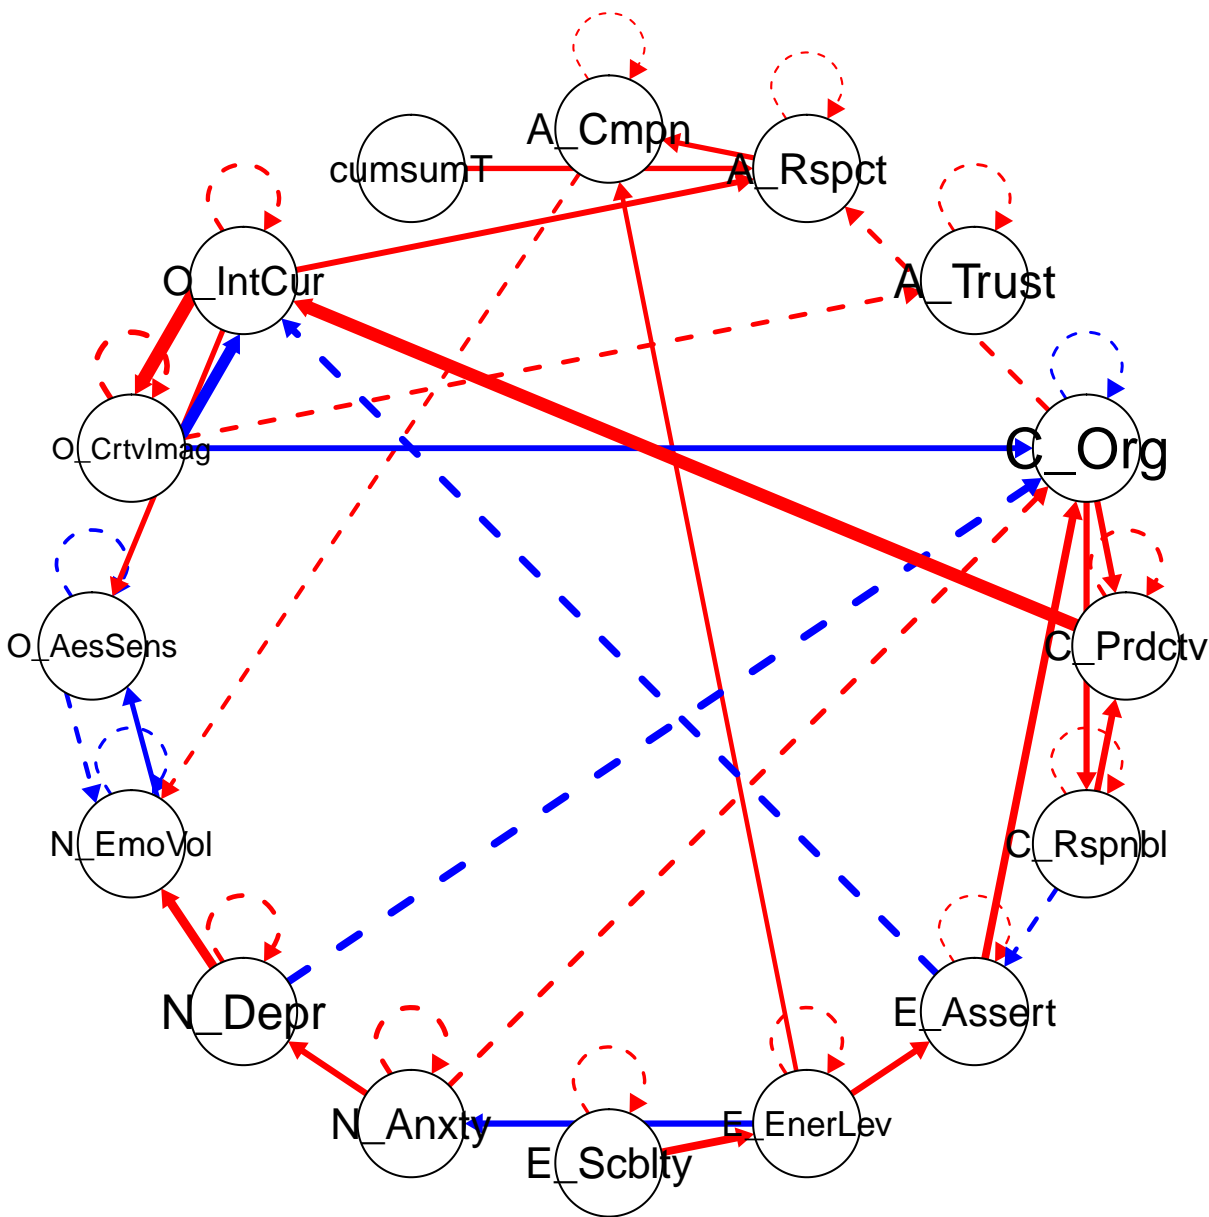 A_Cmpn
cumsumT
A_Rspct
O_IntCur
A_Trust
O_CrtvImag
C_Org
O_AesSens
C_Prdctv
N_EmoVol
C_Rspnbl
N_Depr
E_Assert
N_Anxty
E_EnerLev
E_Scblty